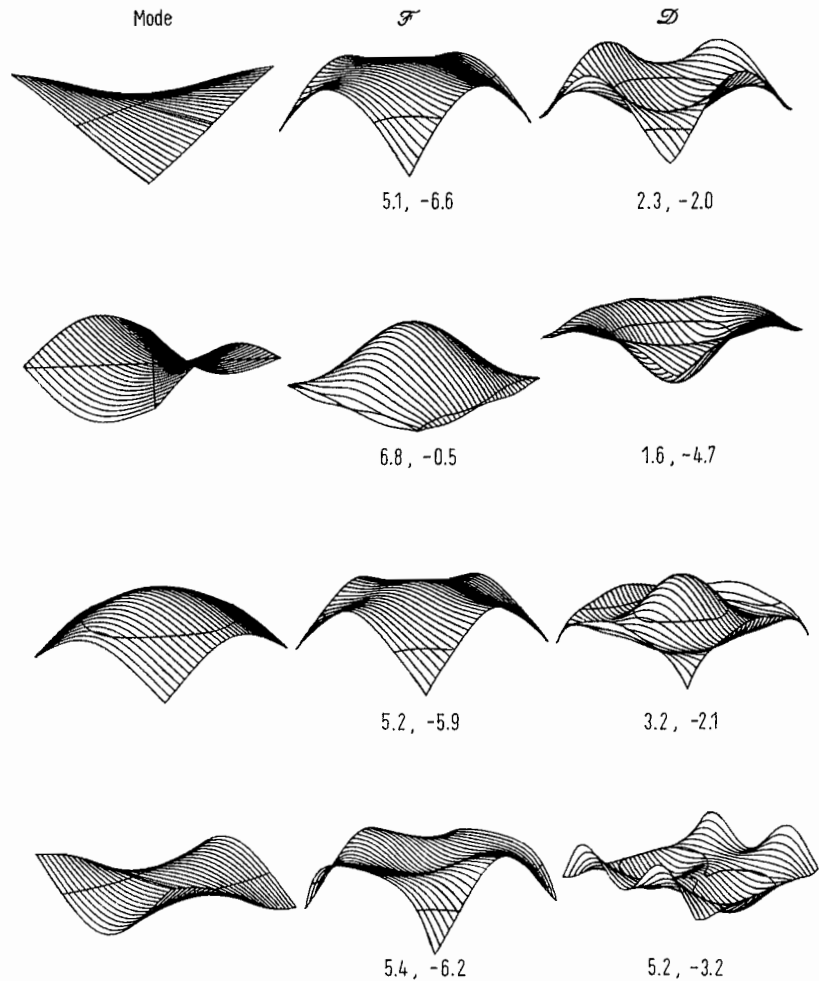 Mode ℱ 𝒟
5.1, -6.6 2.3, -2.0
6.8, -0.5 1.6, -4.7
5.2, -5.9 3.2, -2.1
5.4, -6.2 5.2, -3.2